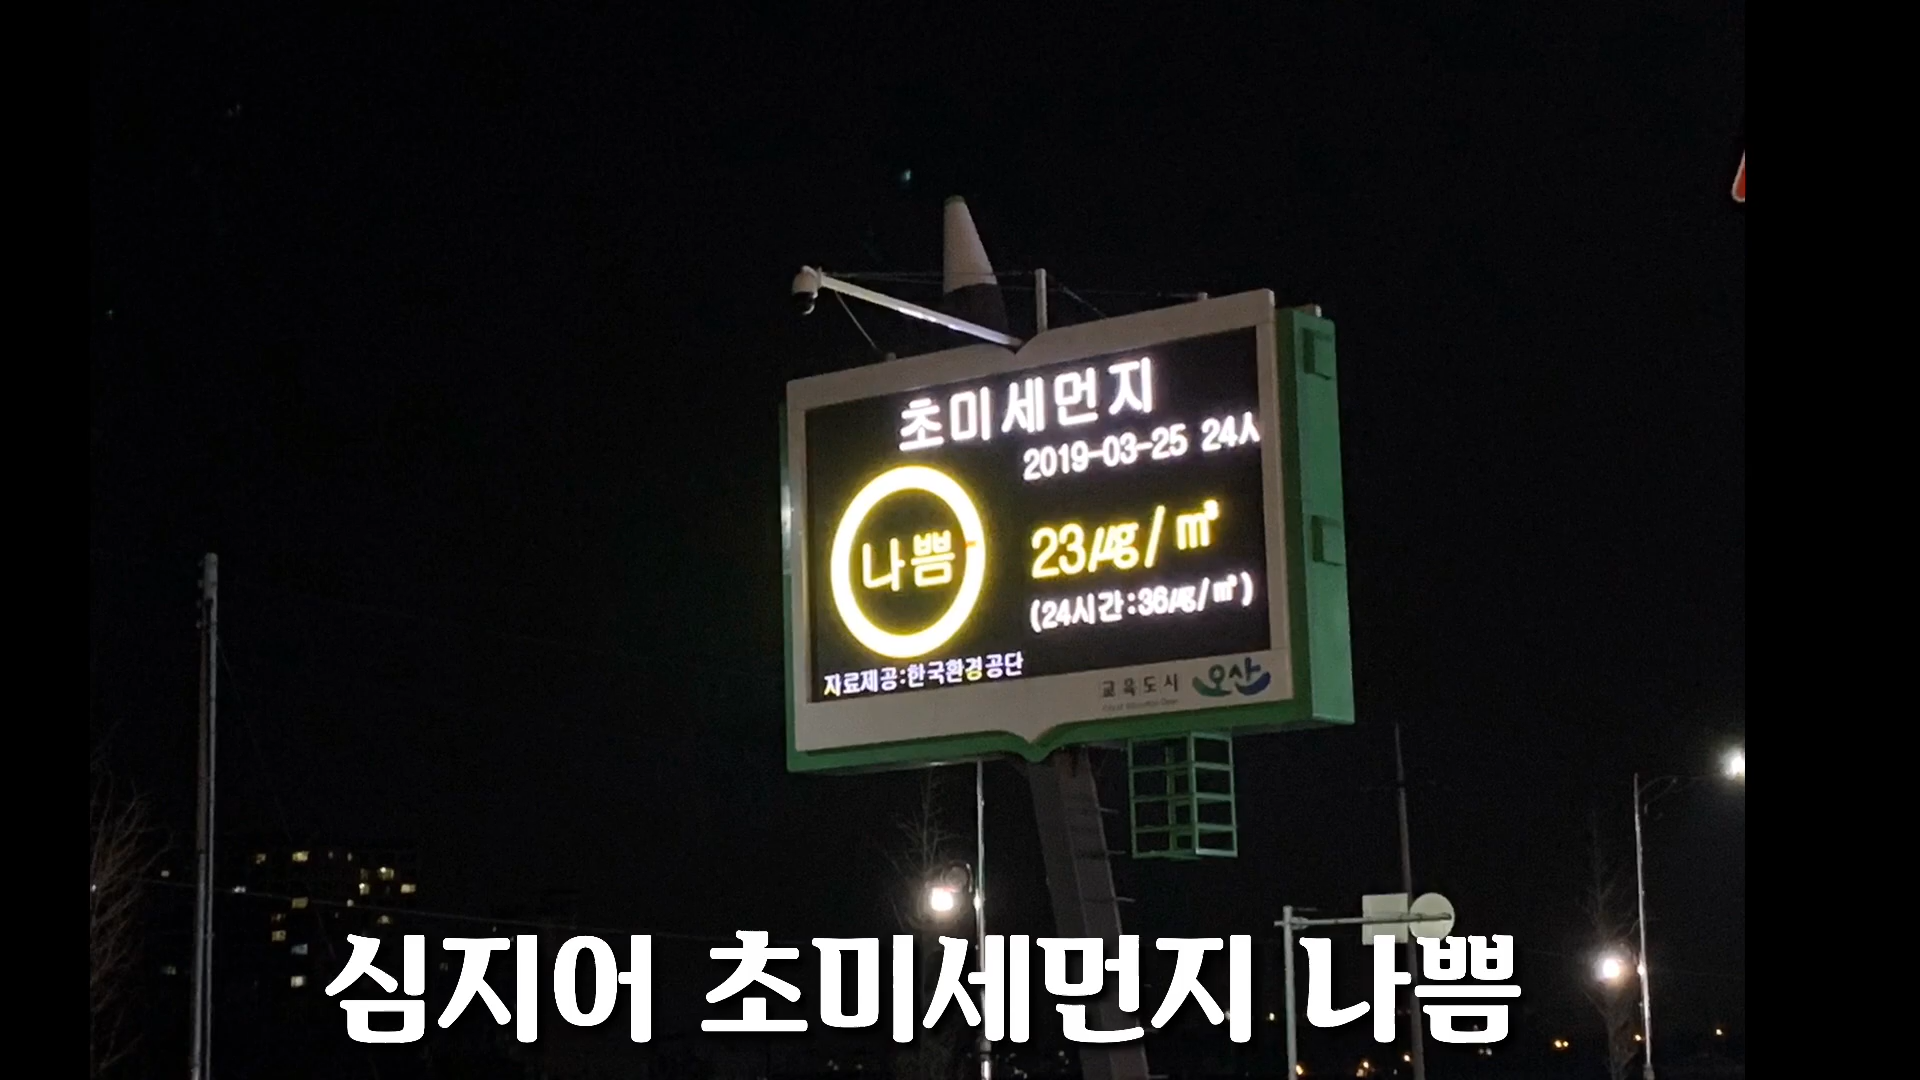 초미세먼지
2019-03-25 24시
나쁨
23㎍/㎥
(24시간:36㎍/㎥)
자료제공:한국환경공단
교육도시 오산
심지어 초미세먼지 나쁨